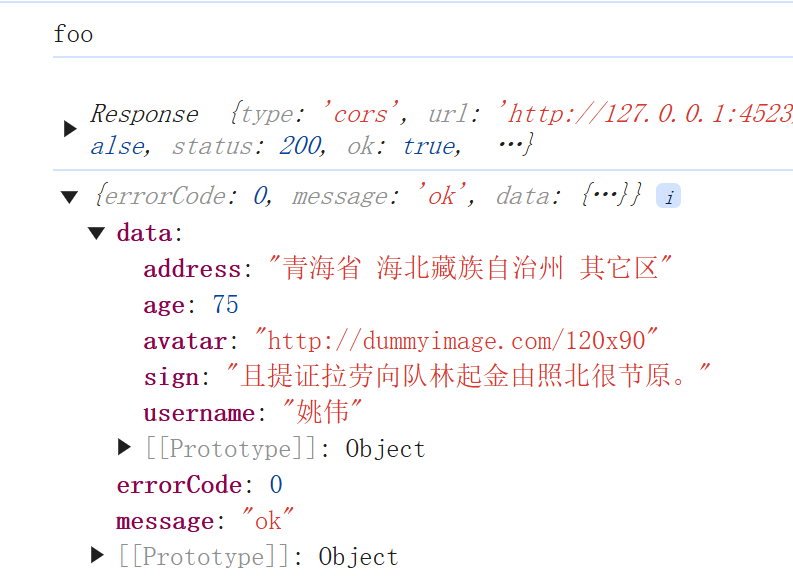 foo
Response {type: 'cors', url: 'http://127.0.0.1:4523
alse, status: 200, ok: true, …}
{errorCode: 0, message: 'ok', data: {…}} i
data:
address: "青海省 海北藏族自治州 其它区"
age: 75
avatar: "http://dummyimage.com/120x90"
sign: "且提证拉劳向队林起金由照北很节原。"
username: "姚伟"
[[Prototype]]: Object
errorCode: 0
message: "ok"
[[Prototype]]: Object